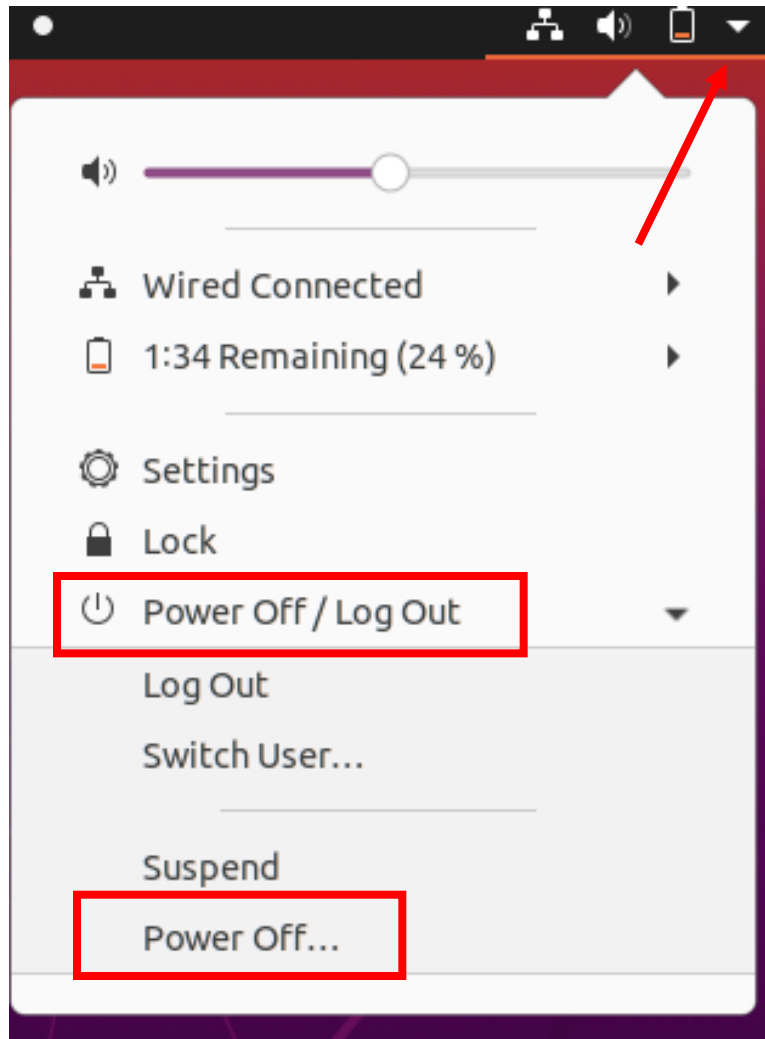 Wired Connected
1:34 Remaining (24 %)
Settings
Lock
Power Off / Log Out
Log Out
Switch User...
Suspend
Power Off...